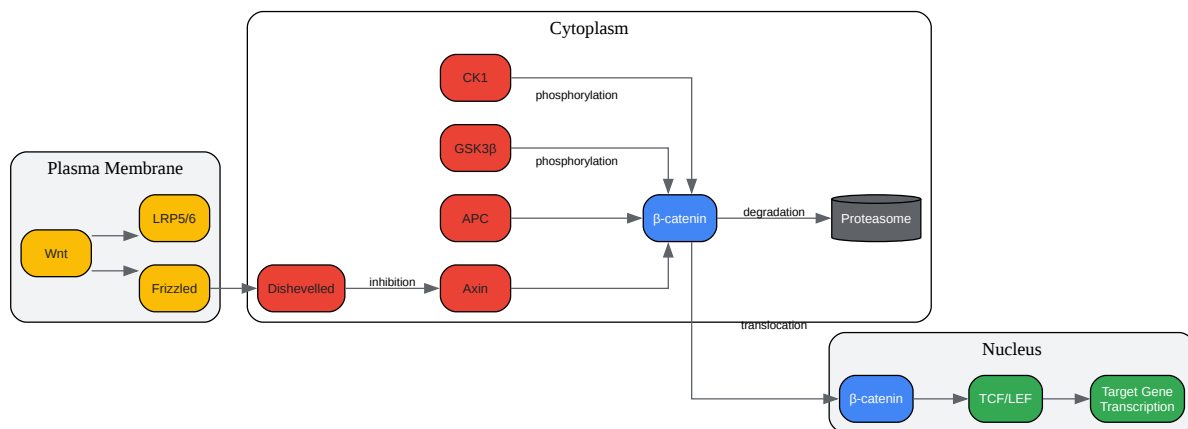 Cytoplasm
CK1
phosphorylation
GSK3β
phosphorylation
Plasma Membrane
LRP5/6
Wnt
Frizzled
APC
β-catenin
degradation
Proteasome
Dishevelled
inhibition
Axin
translocation
Nucleus
β-catenin
TCF/LEF
Target Gene
Transcription